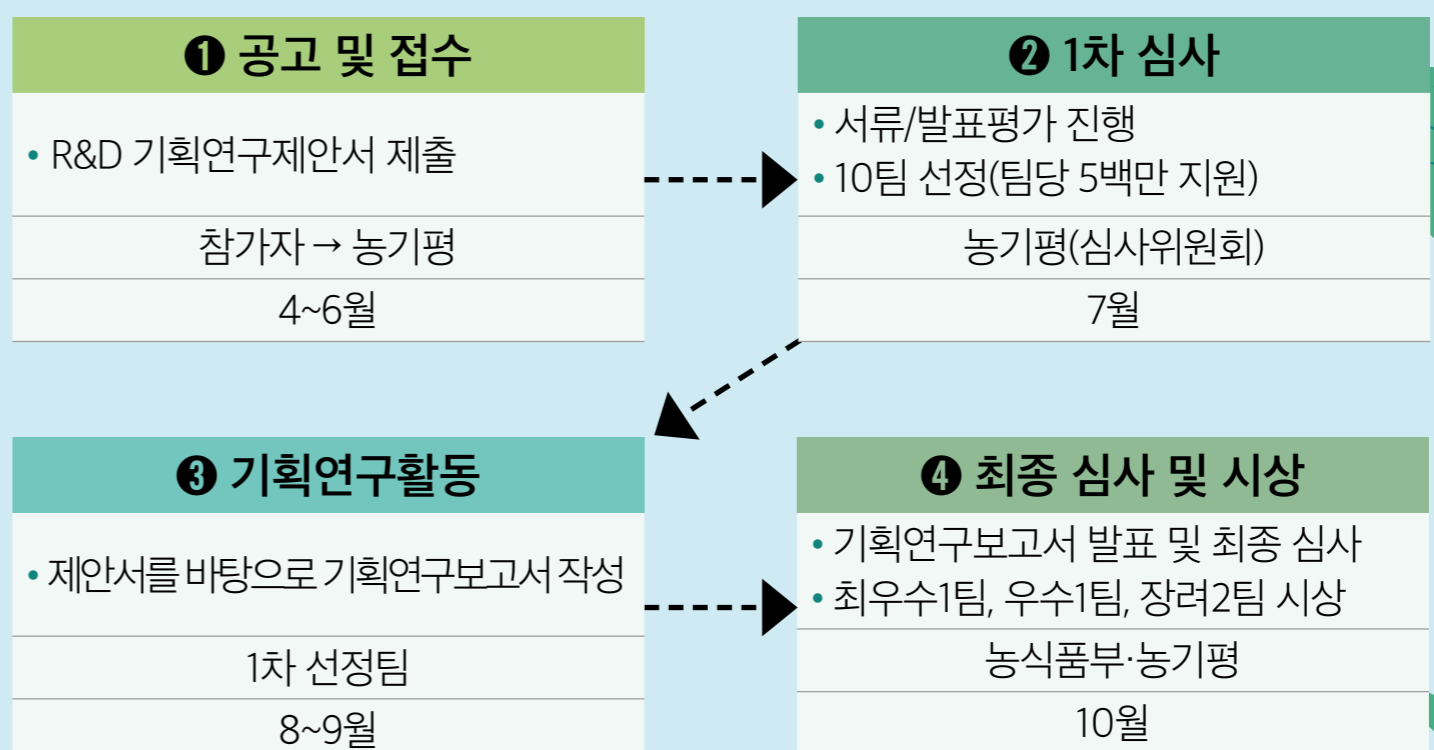 ❶ 공고 및 접수
• R&D 기획연구제안서 제출
참가자 → 농기평
4~6월
❷ 1차 심사
• 서류/발표평가 진행
• 10팀 선정(팀당 5백만 지원)
농기평(심사위원회)
7월
❸ 기획연구활동
• 제안서를 바탕으로 기획연구보고서 작성
1차 선정팀
8~9월
❹ 최종 심사 및 시상
• 기획연구보고서 발표 및 최종 심사
• 최우수1팀, 우수1팀, 장려2팀 시상
농식품부·농기평
10월